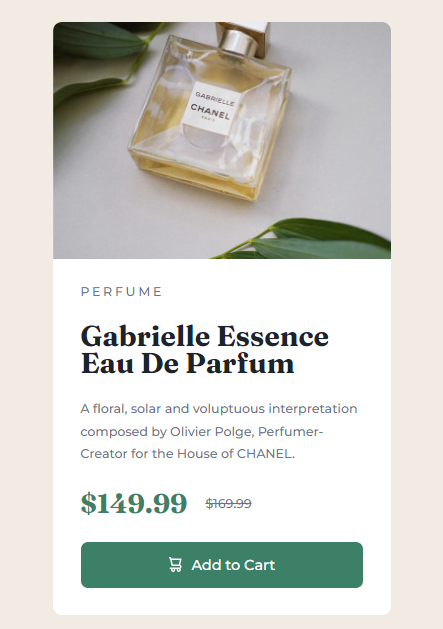 GABRIELLE
CHANEL
PARIS
PERFUME
Gabrielle Essence
Eau De Parfum
A floral, solar and voluptuous interpretation
composed by Olivier Polge, Perfumer-
Creator for the House of CHANEL.
$149.99 $169.99
Add to Cart